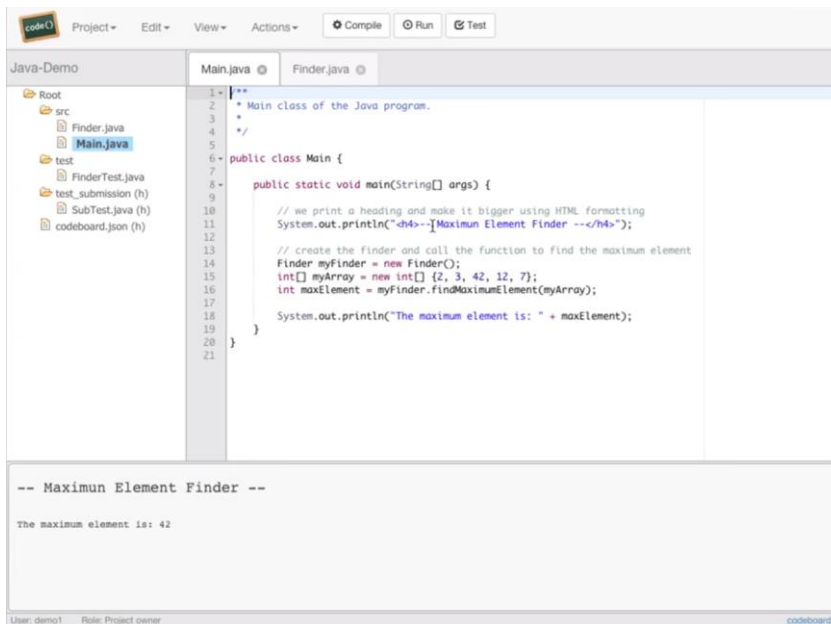 code()
Project
Edit
View
Actions
Compile
Run
Test
Java-Demo
Root
src
Finder.java
Main.java
test
FinderTest.java
test_submission (h)
SubTest.java (h)
codeboard.json (h)
Main.java
Finder.java
1 /**
2  * Main class of the Java program.
3  *
4  */
5
6 public class Main {
7
8     public static void main(String[] args) {
9
10         // we print a heading and make it bigger using HTML formatting
11         System.out.println("<h4>-- Maximun Element Finder --</h4>");
12
13         // create the finder and call the function to find the maximum element
14         Finder myFinder = new Finder();
15         int[] myArray = new int[] {2, 3, 42, 12, 7};
16         int maxElement = myFinder.findMaximumElement(myArray);
17
18         System.out.println("The maximum element is: " + maxElement);
19     }
20 }
21
-- Maximun Element Finder --
The maximum element is: 42
User: demo1 Role: Project owner
codeboard